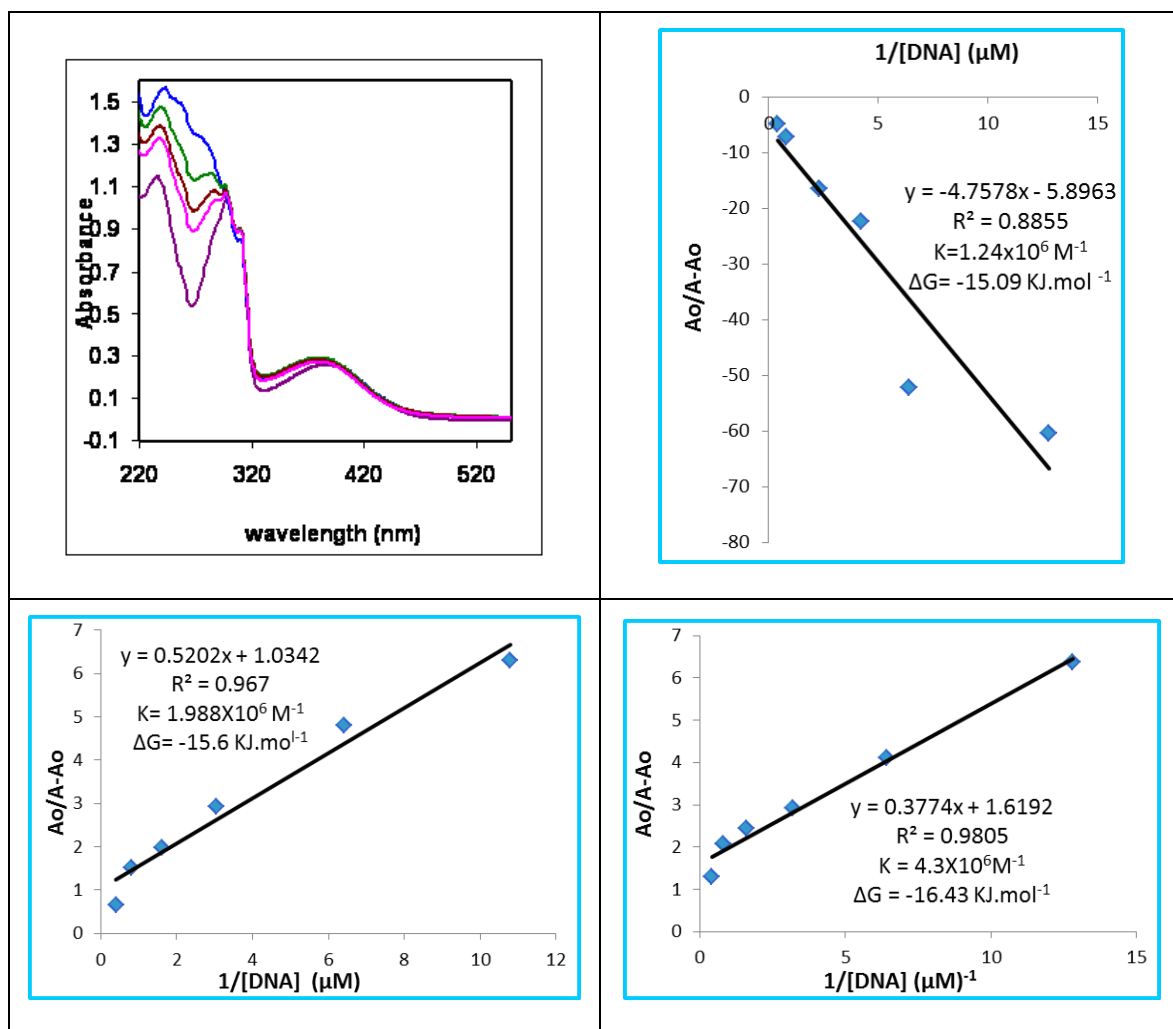 1.5
1.3
1.1
0.9
0.7
0.5
0.3
0.1
-0.1
Absorbance
220 320 420 520
wavelength (nm)
1/[DNA] (µM)
0 5 10 15
0
-10
-20
-30
-40
-50
-60
-70
-80
Ao/A-Ao
y = -4.7578x - 5.8963
R² = 0.8855
K=1.24x10⁶ M⁻¹
ΔG= -15.09 KJ.mol ⁻¹
7
6
5
4
3
2
1
0
Ao/A-Ao
y = 0.5202x + 1.0342
R² = 0.967
K= 1.988X10⁶ M⁻¹
ΔG= -15.6 KJ.moˡ⁻¹
0 2 4 6 8 10 12
1/[DNA] (µM)
7
6
5
4
3
2
1
0
Ao/A-Ao
y = 0.3774x + 1.6192
R² = 0.9805
K = 4.3X10⁶M⁻¹
ΔG = -16.43 KJ.mol⁻¹
0 5 10 15
1/[DNA] (µM)⁻¹